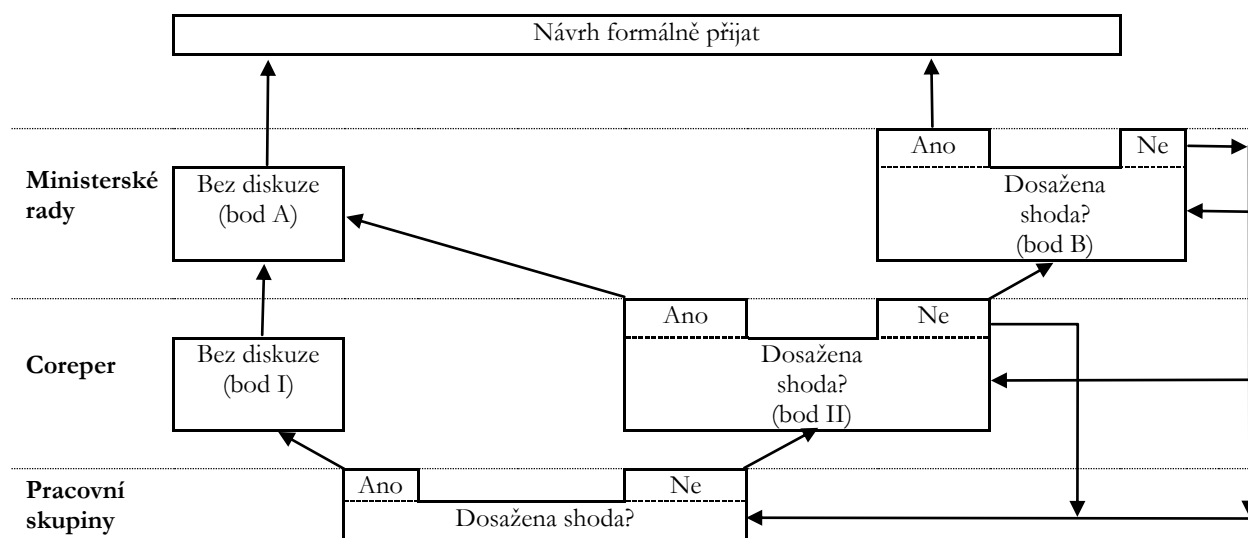 Návrh formálně přijat
Ano
Ne
Ministerské
rady
Bez diskuze
(bod A)
Dosažena
shoda?
(bod B)
Ano
Ne
Coreper
Bez diskuze
(bod I)
Dosažena
shoda?
(bod II)
Pracovní
skupiny
Ano
Ne
Dosažena shoda?